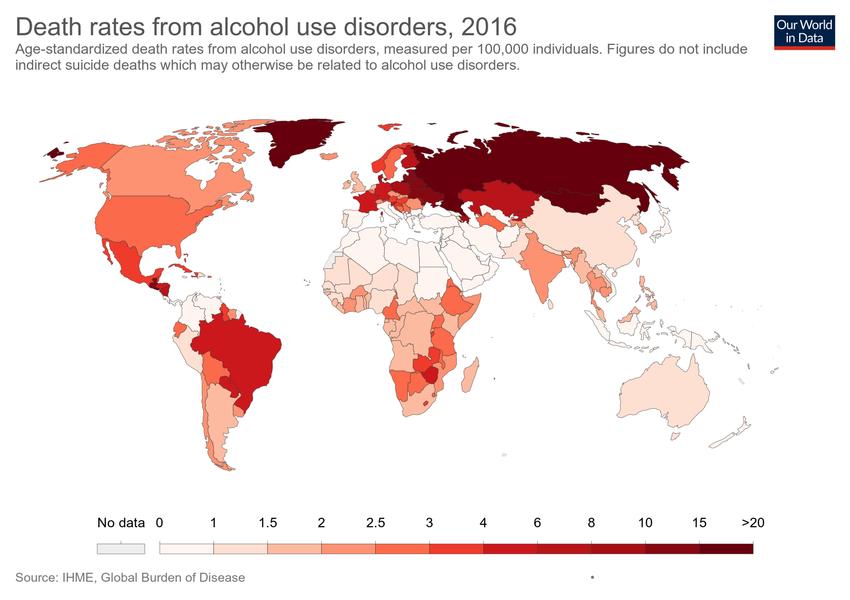 Death rates from alcohol use disorders, 2016
Our World
in Data
Age-standardized death rates from alcohol use disorders, measured per 100,000 individuals. Figures do not include
indirect suicide deaths which may otherwise be related to alcohol use disorders.
No data 0 1 1.5 2 2.5 3 4 6 8 10 15 >20
Source: IHME, Global Burden of Disease